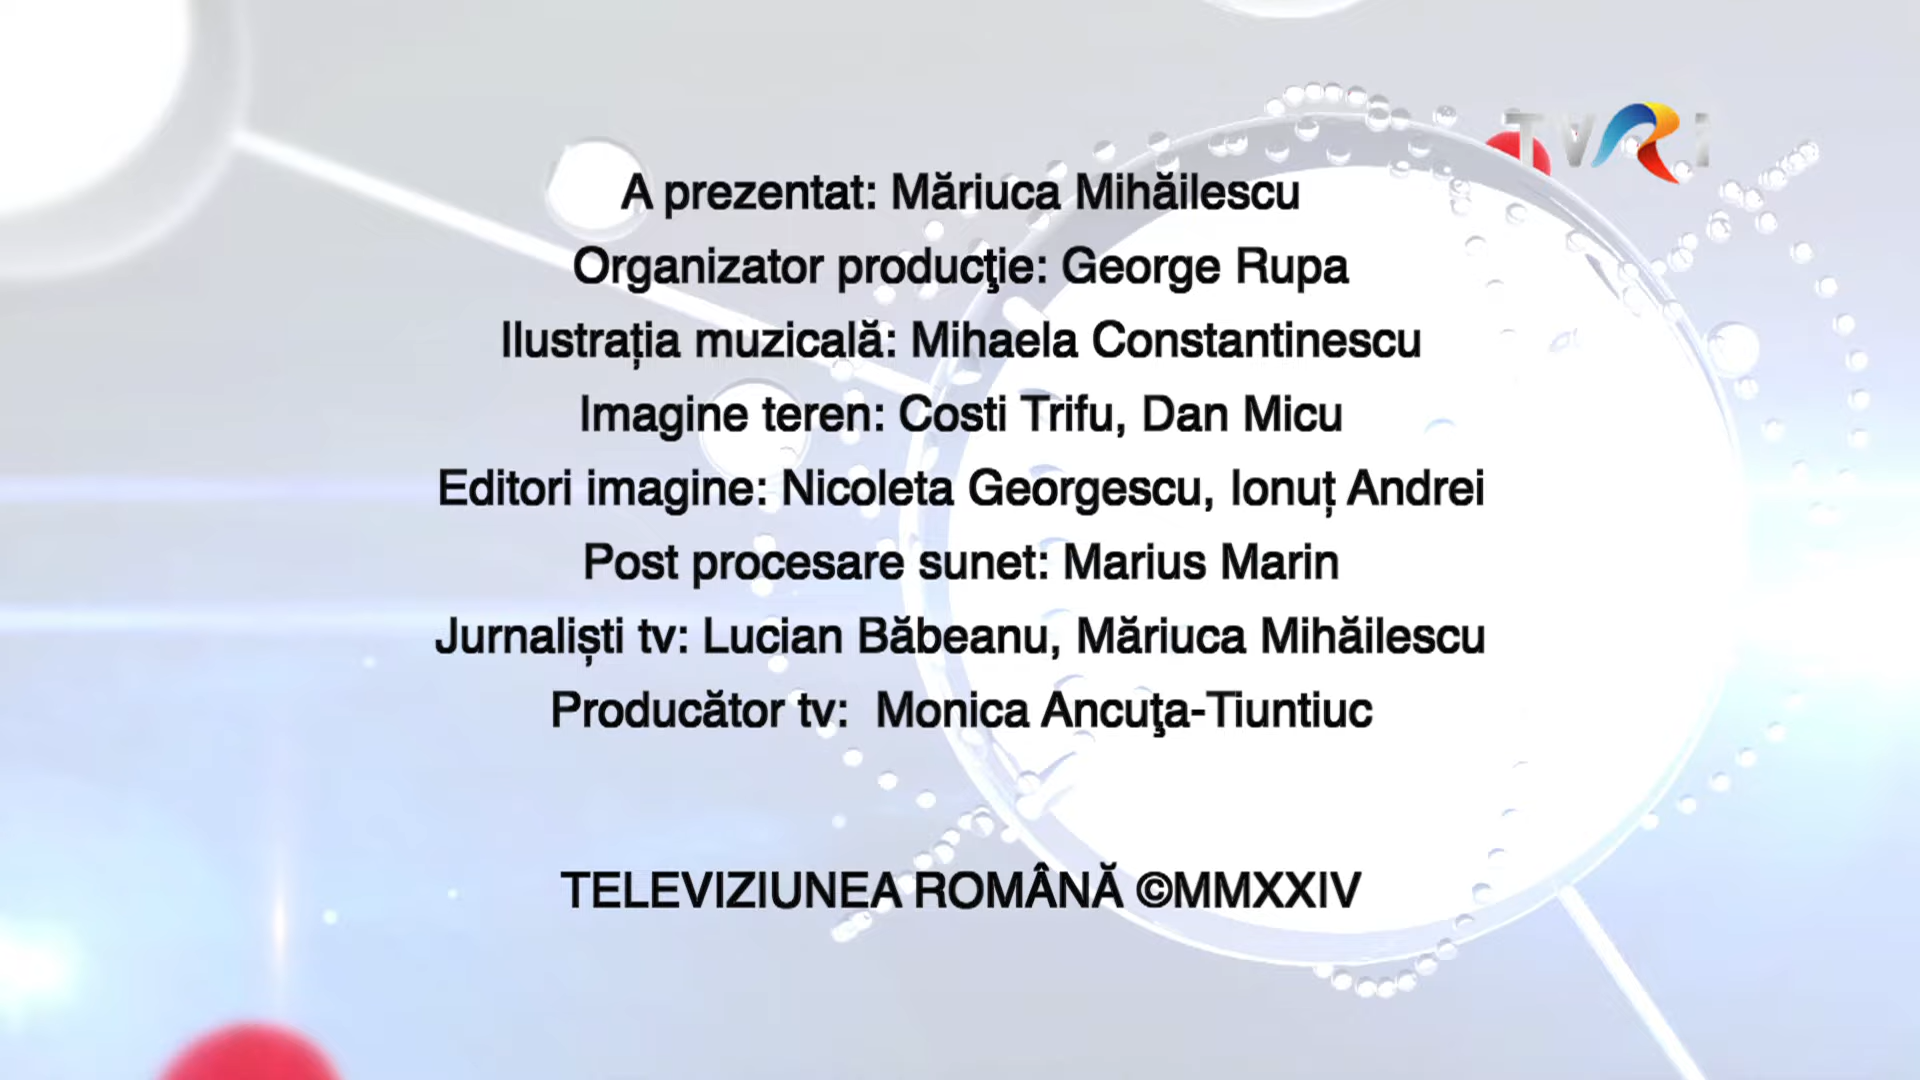 TVRI
A prezentat: Măriuca Mihăilescu
Organizator producţie: George Rupa
Ilustrația muzicală: Mihaela Constantinescu
Imagine teren: Costi Trifu, Dan Micu
Editori imagine: Nicoleta Georgescu, Ionuț Andrei
Post procesare sunet: Marius Marin
Jurnaliști tv: Lucian Băbeanu, Măriuca Mihăilescu
Producător tv:  Monica Ancuţa-Tiuntiuc
TELEVIZIUNEA ROMÂNĂ ©MMXXIV